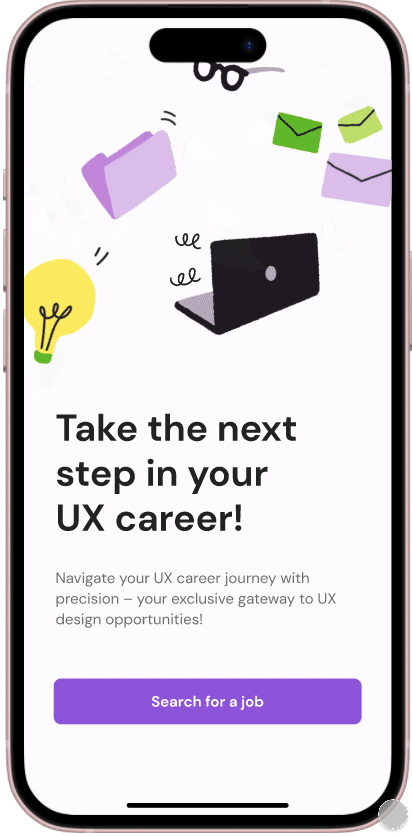 Take the next
step in your
UX career!
Navigate your UX career journey with
precision – your exclusive gateway to UX
design opportunities!
Search for a job